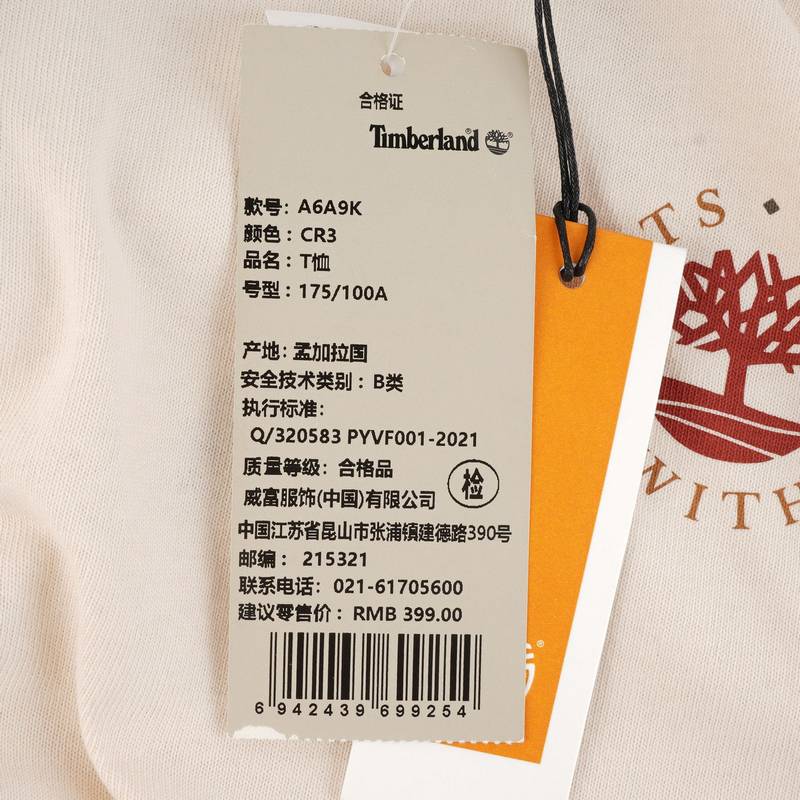 合格证
Timberland®
款号: A6A9K
颜色: CR3
品名: T恤
号型: 175/100A
产地: 孟加拉国
安全技术类别: B类
执行标准:
Q/320583 PYVF001-2021
质量等级: 合格品
检
威富服饰(中国)有限公司
中国江苏省昆山市张浦镇建德路390号
邮编: 215321
联系电话: 021-61705600
建议零售价: RMB 399.00
6 942439 699254
WITH